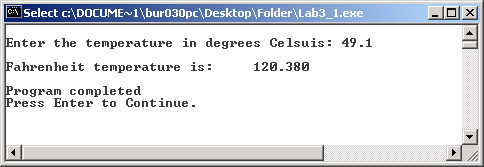 Select c:\DOCUME~1\bur030pc\Desktop\Folder\Lab3_1.exe
Enter the temperature in degrees Celsuis: 49.1
Fahrenheit temperature is: 120.380
Program completed
Press Enter to Continue.